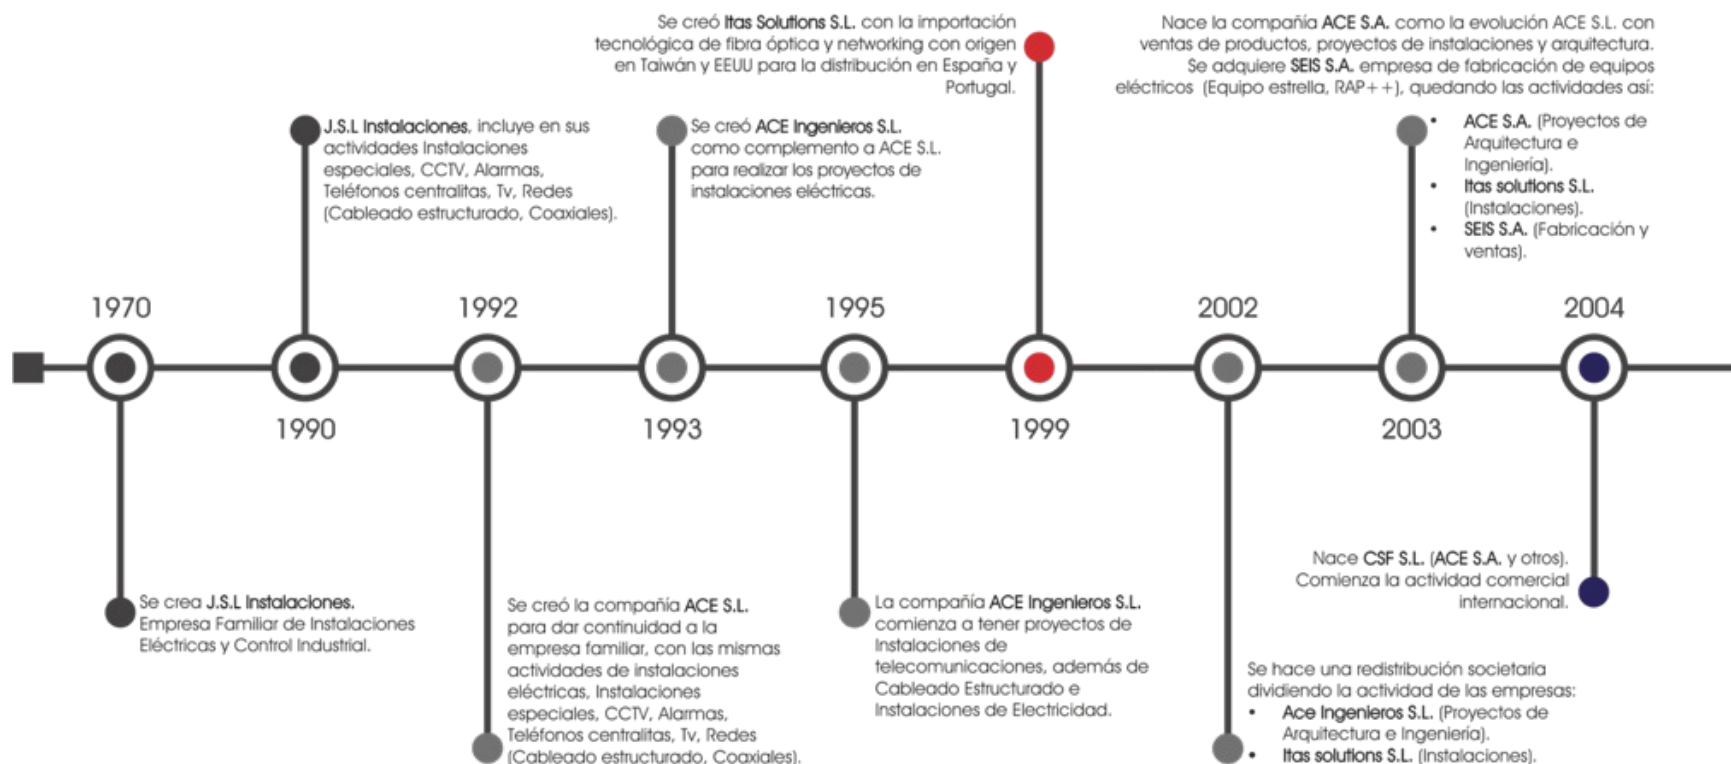 Se creó Itas Solutions S.L. con la importación
tecnológica de fibra óptica y networking con origen
en Taiwán y EEUU para la distribución en España y
Portugal.
Nace la compañía ACE S.A. como la evolución ACE S.L. con
ventas de productos, proyectos de instalaciones y arquitectura.
Se adquiere SEIS S.A. empresa de fabricación de equipos
eléctricos (Equipo estrella, RAP++), quedando las actividades así:
• ACE S.A. (Proyectos de
Arquitectura e
Ingeniería).
• Itas solutions S.L.
(Instalaciones).
• SEIS S.A. (Fabricación y
ventas).
J.S.L Instalaciones, incluye en sus
actividades Instalaciones
especiales, CCTV, Alarmas,
Teléfonos centralitas, Tv, Redes
(Cableado estructurado, Coaxiales).
Se creó ACE Ingenieros S.L.
como complemento a ACE S.L.
para realizar los proyectos de
instalaciones eléctricas.
1970
1992
1995
2002
2004
1990
1993
1999
2003
Se crea J.S.L Instalaciones.
Empresa Familiar de Instalaciones
Eléctricas y Control Industrial.
Se creó la compañía ACE S.L.
para dar continuidad a la
empresa familiar, con las mismas
actividades de instalaciones
eléctricas, Instalaciones
especiales, CCTV, Alarmas,
Teléfonos centralitas, Tv, Redes
(Cableado estructurado, Coaxiales).
La compañía ACE Ingenieros S.L.
comienza a tener proyectos de
Instalaciones de
telecomunicaciones, además de
Cableado Estructurado e
Instalaciones de Electricidad.
Nace CSF S.L. (ACE S.A. y otros).
Comienza la actividad comercial
internacional.
Se hace una redistribución societaria
dividiendo la actividad de las empresas:
• Ace Ingenieros S.L. (Proyectos de
Arquitectura e Ingeniería).
• Itas solutions S.L. (Instalaciones).